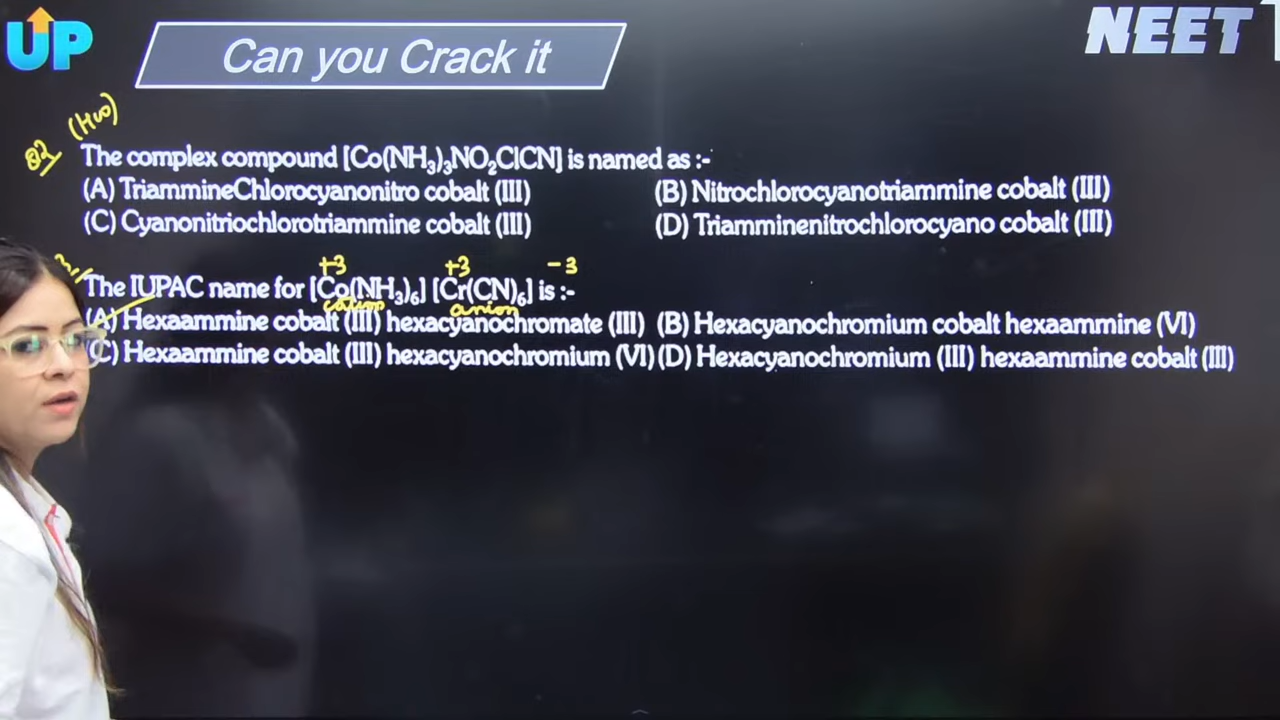 UP
Can you Crack it
NEET
Q2 (H.W)
The complex compound [Co(NH₃)₃NO₂ClCN] is named as :-
(A) TriammineChlorocyanonitro cobalt (III) (B) Nitrochlorocyanotriammine cobalt (III)
(C) Cyanonitriochlorotriammine cobalt (III) (D) Triamminenitrochlorocyano cobalt (III)
+3 +3 -3
The IUPAC name for [Co(NH₃)₆] [Cr(CN)₆] is :-
cation anion
(A) Hexaammine cobalt (III) hexacyanochromate (III) (B) Hexacyanochromium cobalt hexaammine (VI)
(C) Hexaammine cobalt (III) hexacyanochromium (VI) (D) Hexacyanochromium (III) hexaammine cobalt (III)